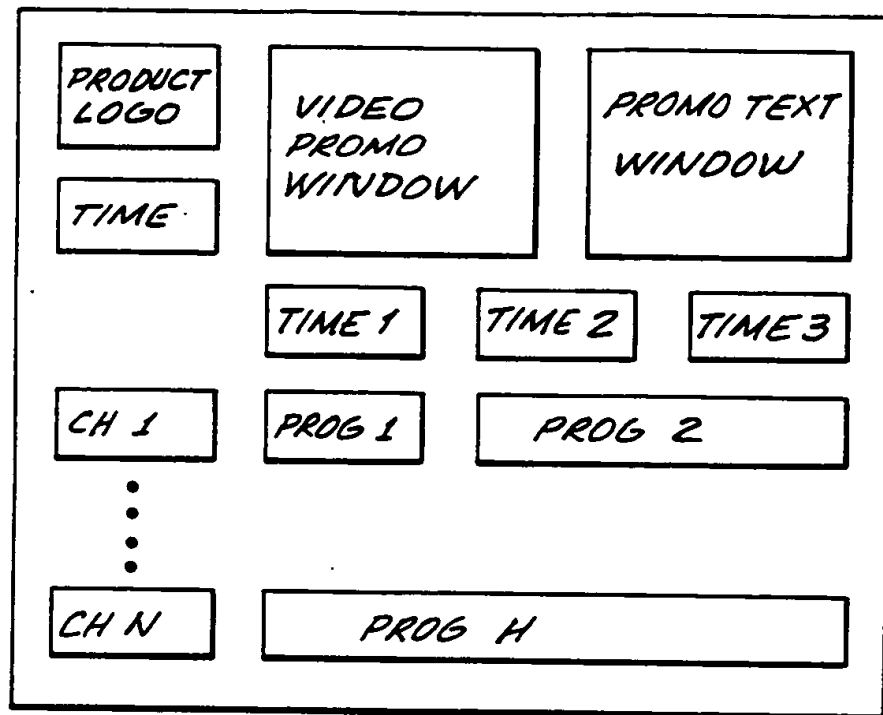 PRODUCT
LOGO
VIDEO
PROMO
WINDOW
PROMO TEXT
WINDOW
TIME
TIME 1
TIME 2
TIME 3
CH 1
PROG 1
PROG 2
CH N
PROG H